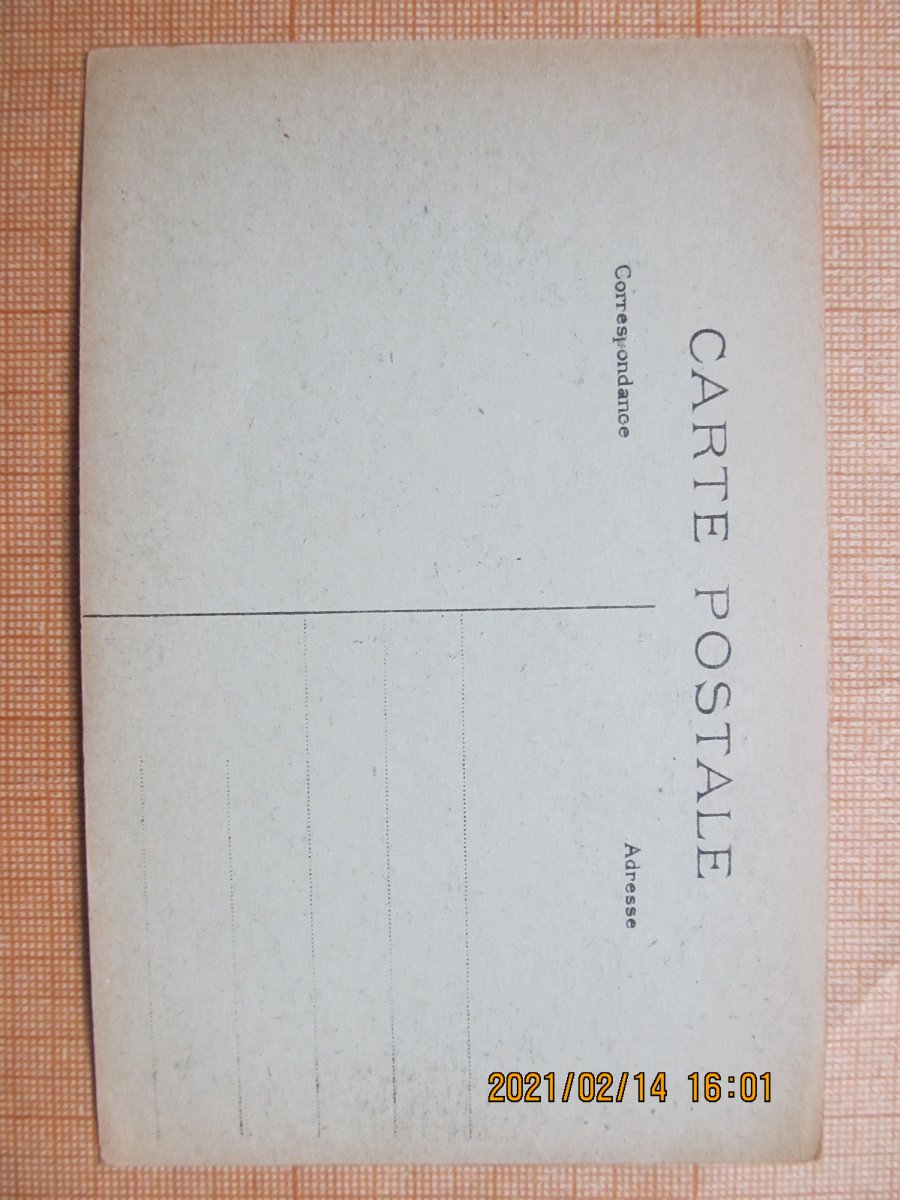 CARTE POSTALE
Correspondance
Adresse
2021/02/14 16:01